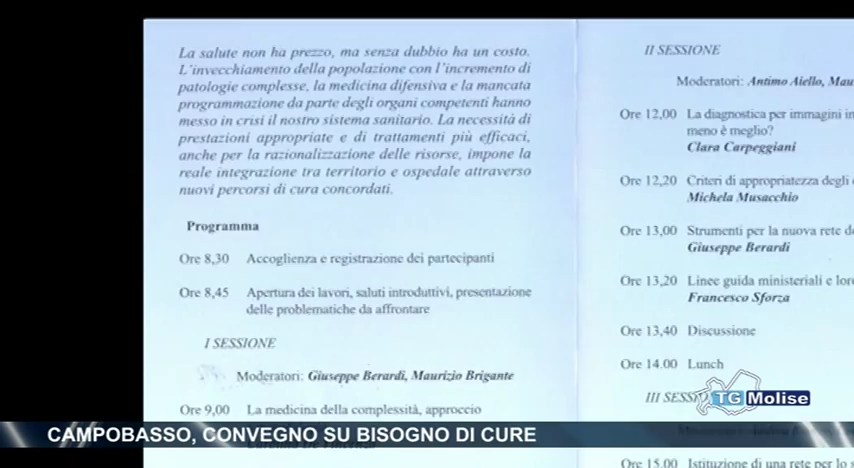 La salute non ha prezzo, ma senza dubbio ha un costo.
L'invecchiamento della popolazione con l'incremento di
patologie complesse, la medicina difensiva e la mancata
programmazione da parte degli organi competenti hanno
messo in crisi il nostro sistema sanitario. La necessità di
prestazioni appropriate e di trattamenti più efficaci,
anche per la razionalizzazione delle risorse, impone la
reale integrazione tra territorio e ospedale attraverso
nuovi percorsi di cura concordati.
Programma
Ore 8,30 Accoglienza e registrazione dei partecipanti
Ore 8,45 Apertura dei lavori, saluti introduttivi, presentazione
delle problematiche da affrontare
I SESSIONE
Moderatori: Giuseppe Berardi, Maurizio Brigante
Ore 9,00 La medicina della complessità, approccio
II SESSIONE
Moderatori: Antimo Aiello, Mau
Ore 12,00 La diagnostica per immagini in
meno è meglio?
Clara Carpeggiani
Ore 12,20 Criteri di appropriatezza degli
Michela Musacchio
Ore 13,00 Strumenti per la nuova rete de
Giuseppe Berardi
Ore 13,20 Linee guida ministeriali e loro
Francesco Sforza
Ore 13,40 Discussione
Ore 14.00 Lunch
III SESS
Ore 15,00 Istituzione di una rete per lo
TG Molise
CAMPOBASSO, CONVEGNO SU BISOGNO DI CURE